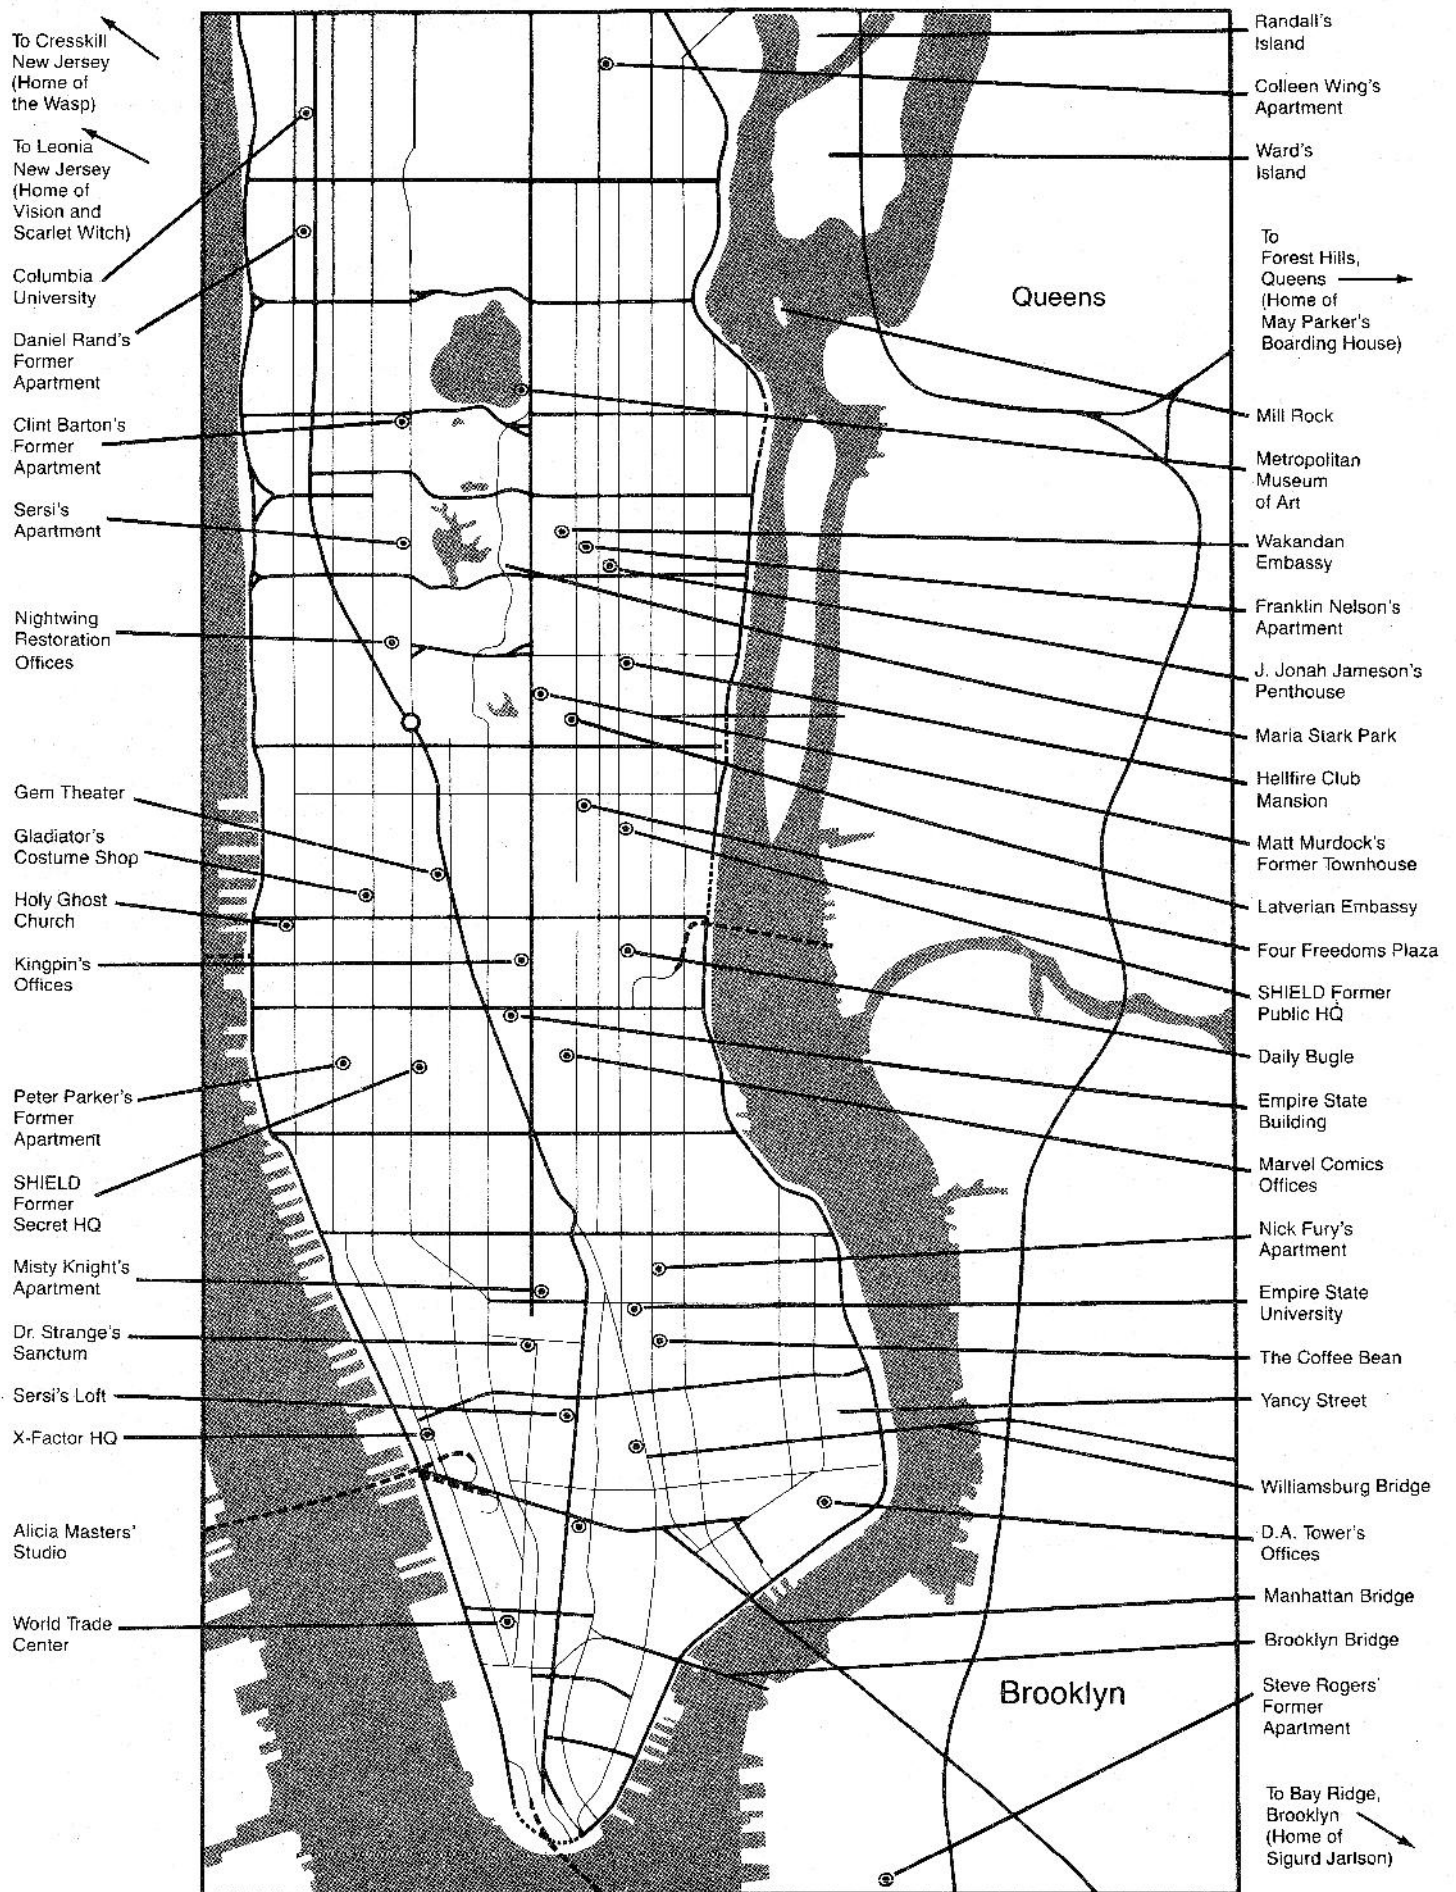 To Cresskill
New Jersey
(Home of
the Wasp)
To Leonia
New Jersey
(Home of
Vision and
Scarlet Witch)
Columbia
University
Daniel Rand's
Former
Apartment
Clint Barton's
Former
Apartment
Sersi's
Apartment
Nightwing
Restoration
Offices
Gem Theater
Gladiator's
Costume Shop
Holy Ghost
Church
Kingpin's
Offices
Peter Parker's
Former
Apartment
SHIELD
Former
Secret HQ
Misty Knight's
Apartment
Dr. Strange's
Sanctum
Sersi's Loft
X-Factor HQ
Alicia Masters'
Studio
World Trade
Center
Queens
Brooklyn
Randall's
Island
Colleen Wing's
Apartment
Ward's
Island
To
Forest Hills,
Queens
(Home of
May Parker's
Boarding House)
Mill Rock
Metropolitan
Museum
of Art
Wakandan
Embassy
Franklin Nelson's
Apartment
J. Jonah Jameson's
Penthouse
Maria Stark Park
Hellfire Club
Mansion
Matt Murdock's
Former Townhouse
Latverian Embassy
Four Freedoms Plaza
SHIELD Former
Public HQ
Daily Bugle
Empire State
Building
Marvel Comics
Offices
Nick Fury's
Apartment
Empire State
University
The Coffee Bean
Yancy Street
Williamsburg Bridge
D.A. Tower's
Offices
Manhattan Bridge
Brooklyn Bridge
Steve Rogers'
Former
Apartment
To Bay Ridge,
Brooklyn
(Home of
Sigurd Jarlson)